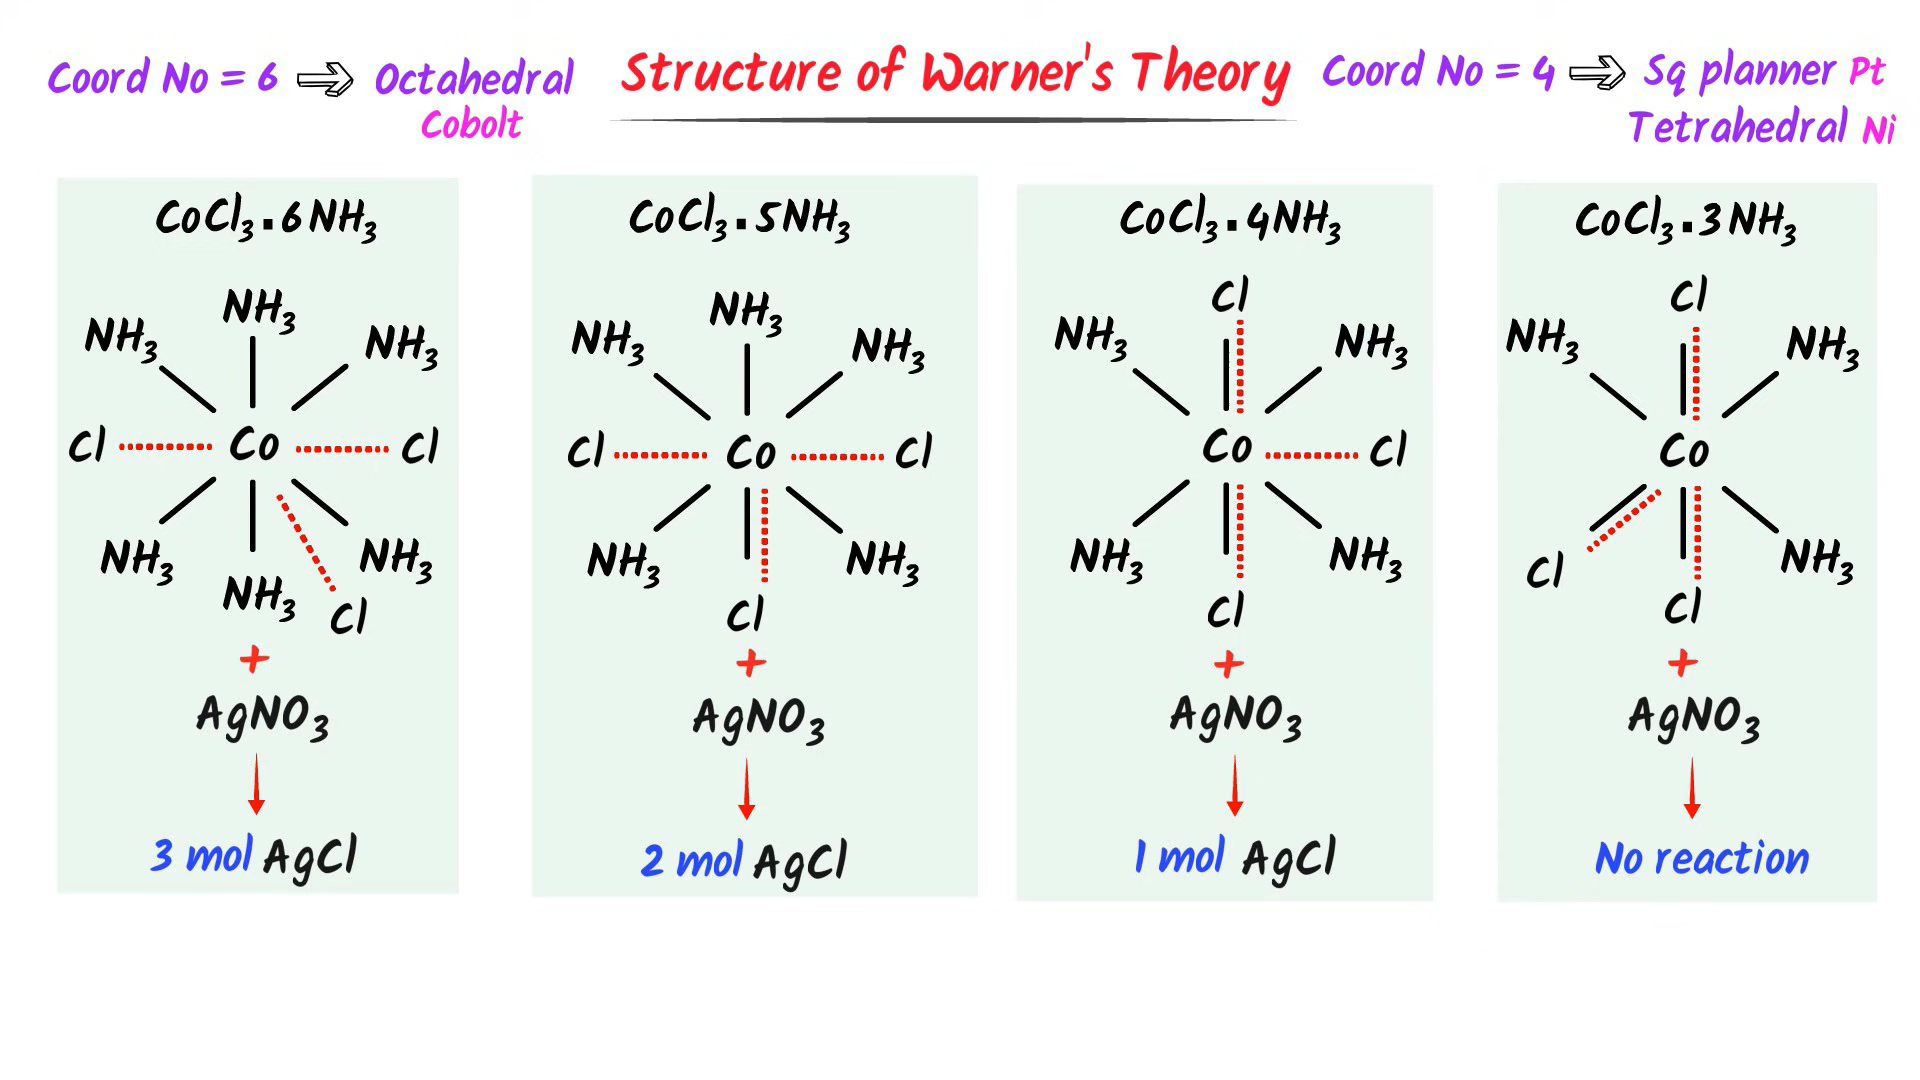 Structure of Warner's Theory
Coord No = 6 ⇒ Octahedral
Cobolt
Coord No = 4 ⇒ Sq planner Pt
Tetrahedral Ni
CoCl₃.6NH₃
NH₃
NH₃
NH₃
Cl
Co
Cl
NH₃
NH₃
NH₃
Cl
+
AgNO₃
3 mol AgCl
CoCl₃.5NH₃
NH₃
NH₃
NH₃
Cl
Co
Cl
NH₃
NH₃
Cl
+
AgNO₃
2 mol AgCl
CoCl₃.4NH₃
Cl
NH₃
NH₃
Co
Cl
NH₃
NH₃
Cl
+
AgNO₃
1 mol AgCl
CoCl₃.3NH₃
Cl
NH₃
NH₃
Co
Cl
NH₃
Cl
+
AgNO₃
No reaction